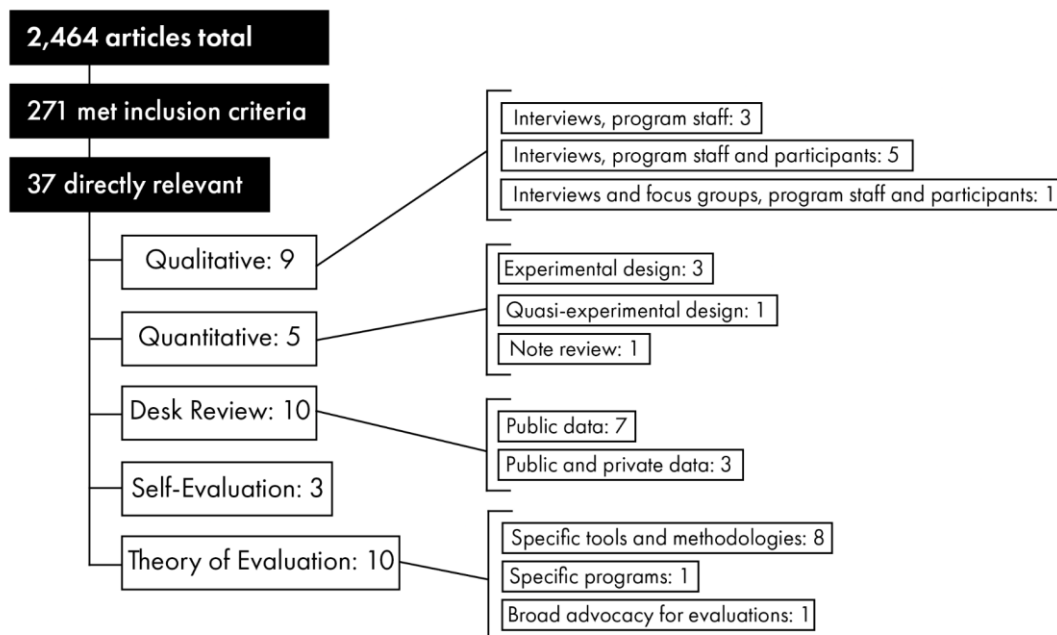 2,464 articles total
271 met inclusion criteria
37 directly relevant
Qualitative: 9
Interviews, program staff: 3
Interviews, program staff and participants: 5
Interviews and focus groups, program staff and participants: 1
Quantitative: 5
Experimental design: 3
Quasi-experimental design: 1
Note review: 1
Desk Review: 10
Public data: 7
Public and private data: 3
Self-Evaluation: 3
Theory of Evaluation: 10
Specific tools and methodologies: 8
Specific programs: 1
Broad advocacy for evaluations: 1